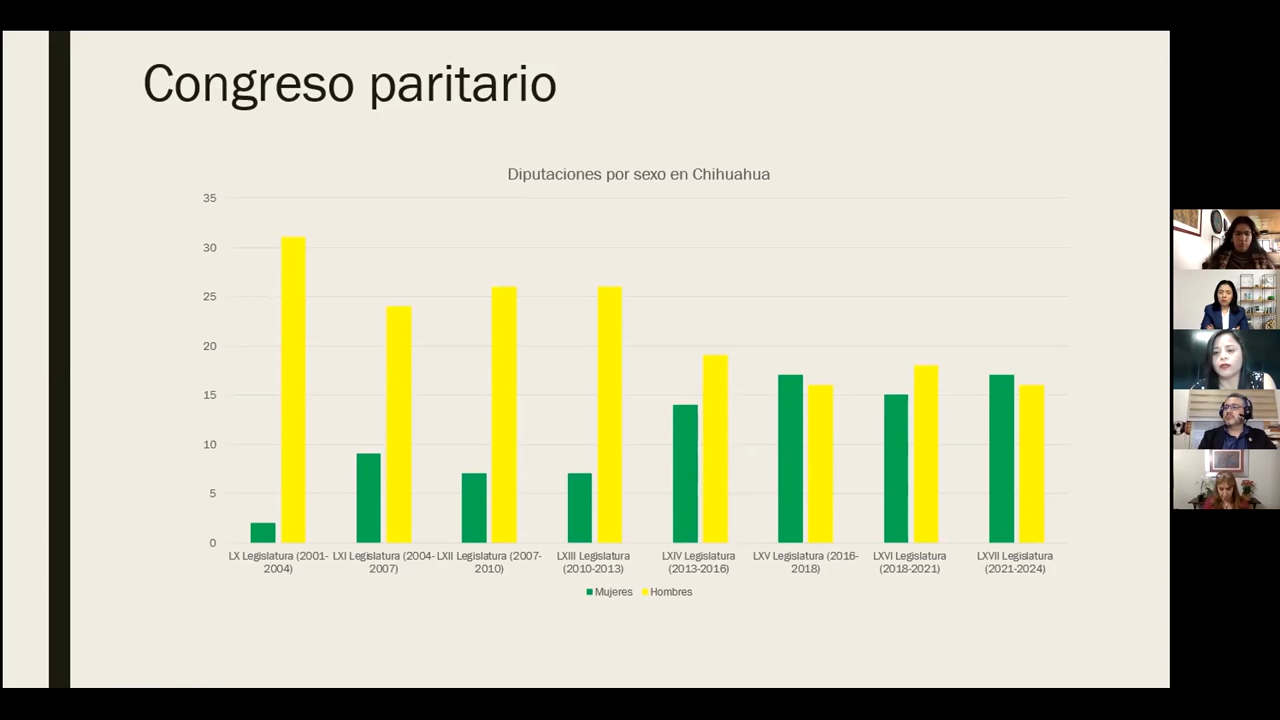 Congreso paritario
Diputaciones por sexo en Chihuahua
35
30
25
20
15
10
5
0
LX Legislatura (2001-
2004)
LXI Legislatura (2004-
2007)
LXII Legislatura (2007-
2010)
LXIII Legislatura
(2010-2013)
LXIV Legislatura
(2013-2016)
LXV Legislatura (2016-
2018)
LXVI Legislatura
(2018-2021)
LXVII Legislatura
(2021-2024)
Mujeres
Hombres